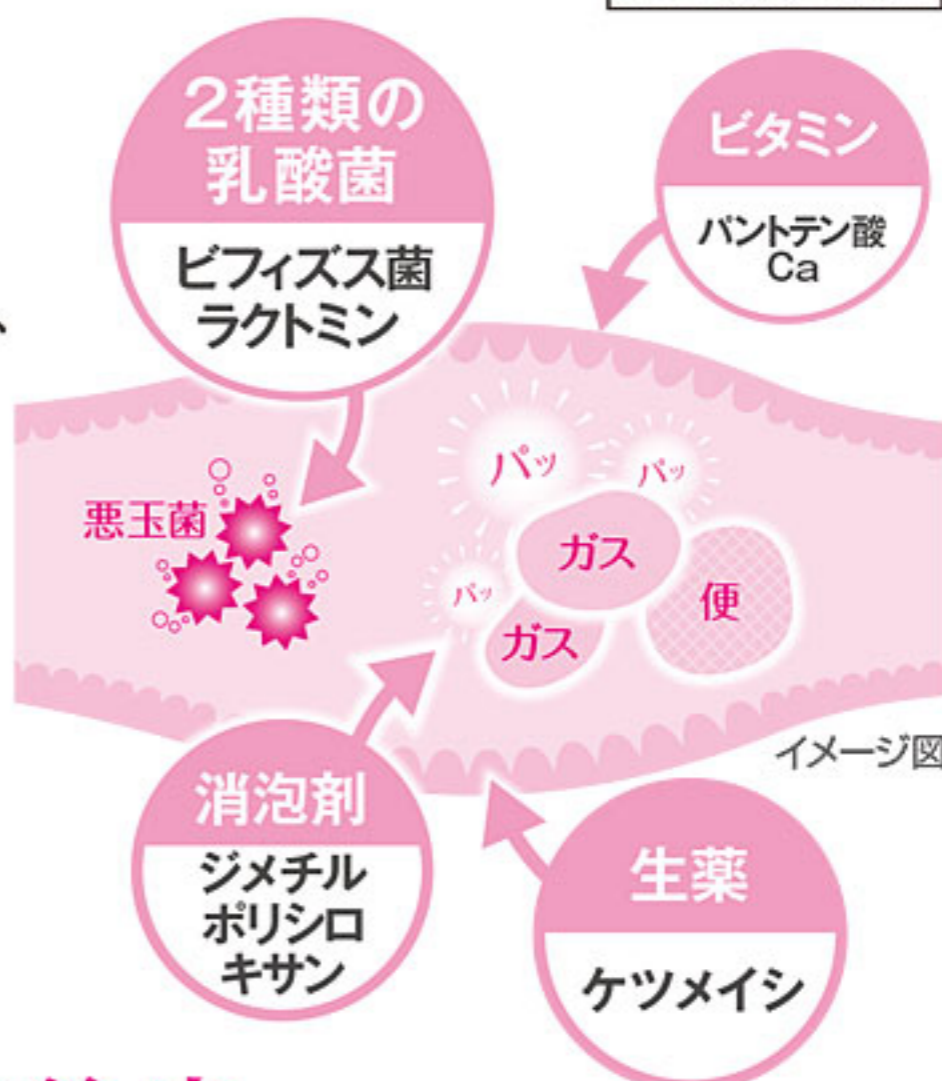 2種類の
乳酸菌
ビフィズス菌
ラクトミン
ビタミン
パントテン酸
Ca
悪玉菌
パッ
パッ
パッ
ガス
ガス
便
イメージ図
消泡剤
ジメチル
ポリシロ
キサン
生薬
ケツメイシ